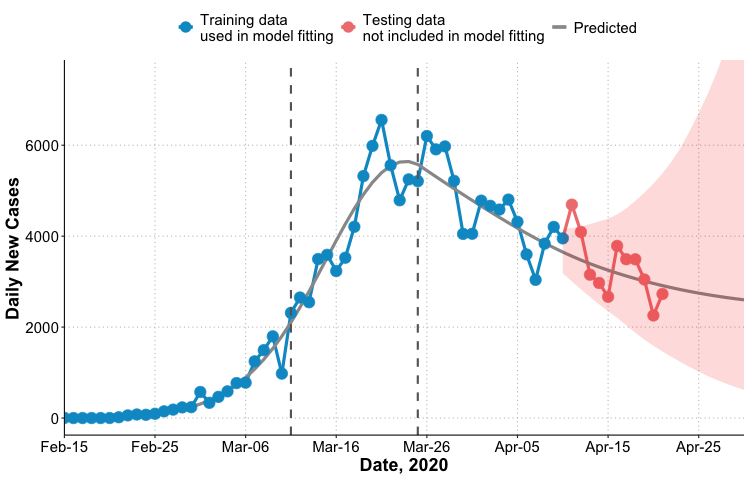 Training data
used in model fitting
Testing data
not included in model fitting
Predicted
Daily New Cases
6000
4000
2000
0
Feb-15 Feb-25 Mar-06 Mar-16 Mar-26 Apr-05 Apr-15 Apr-25
Date, 2020